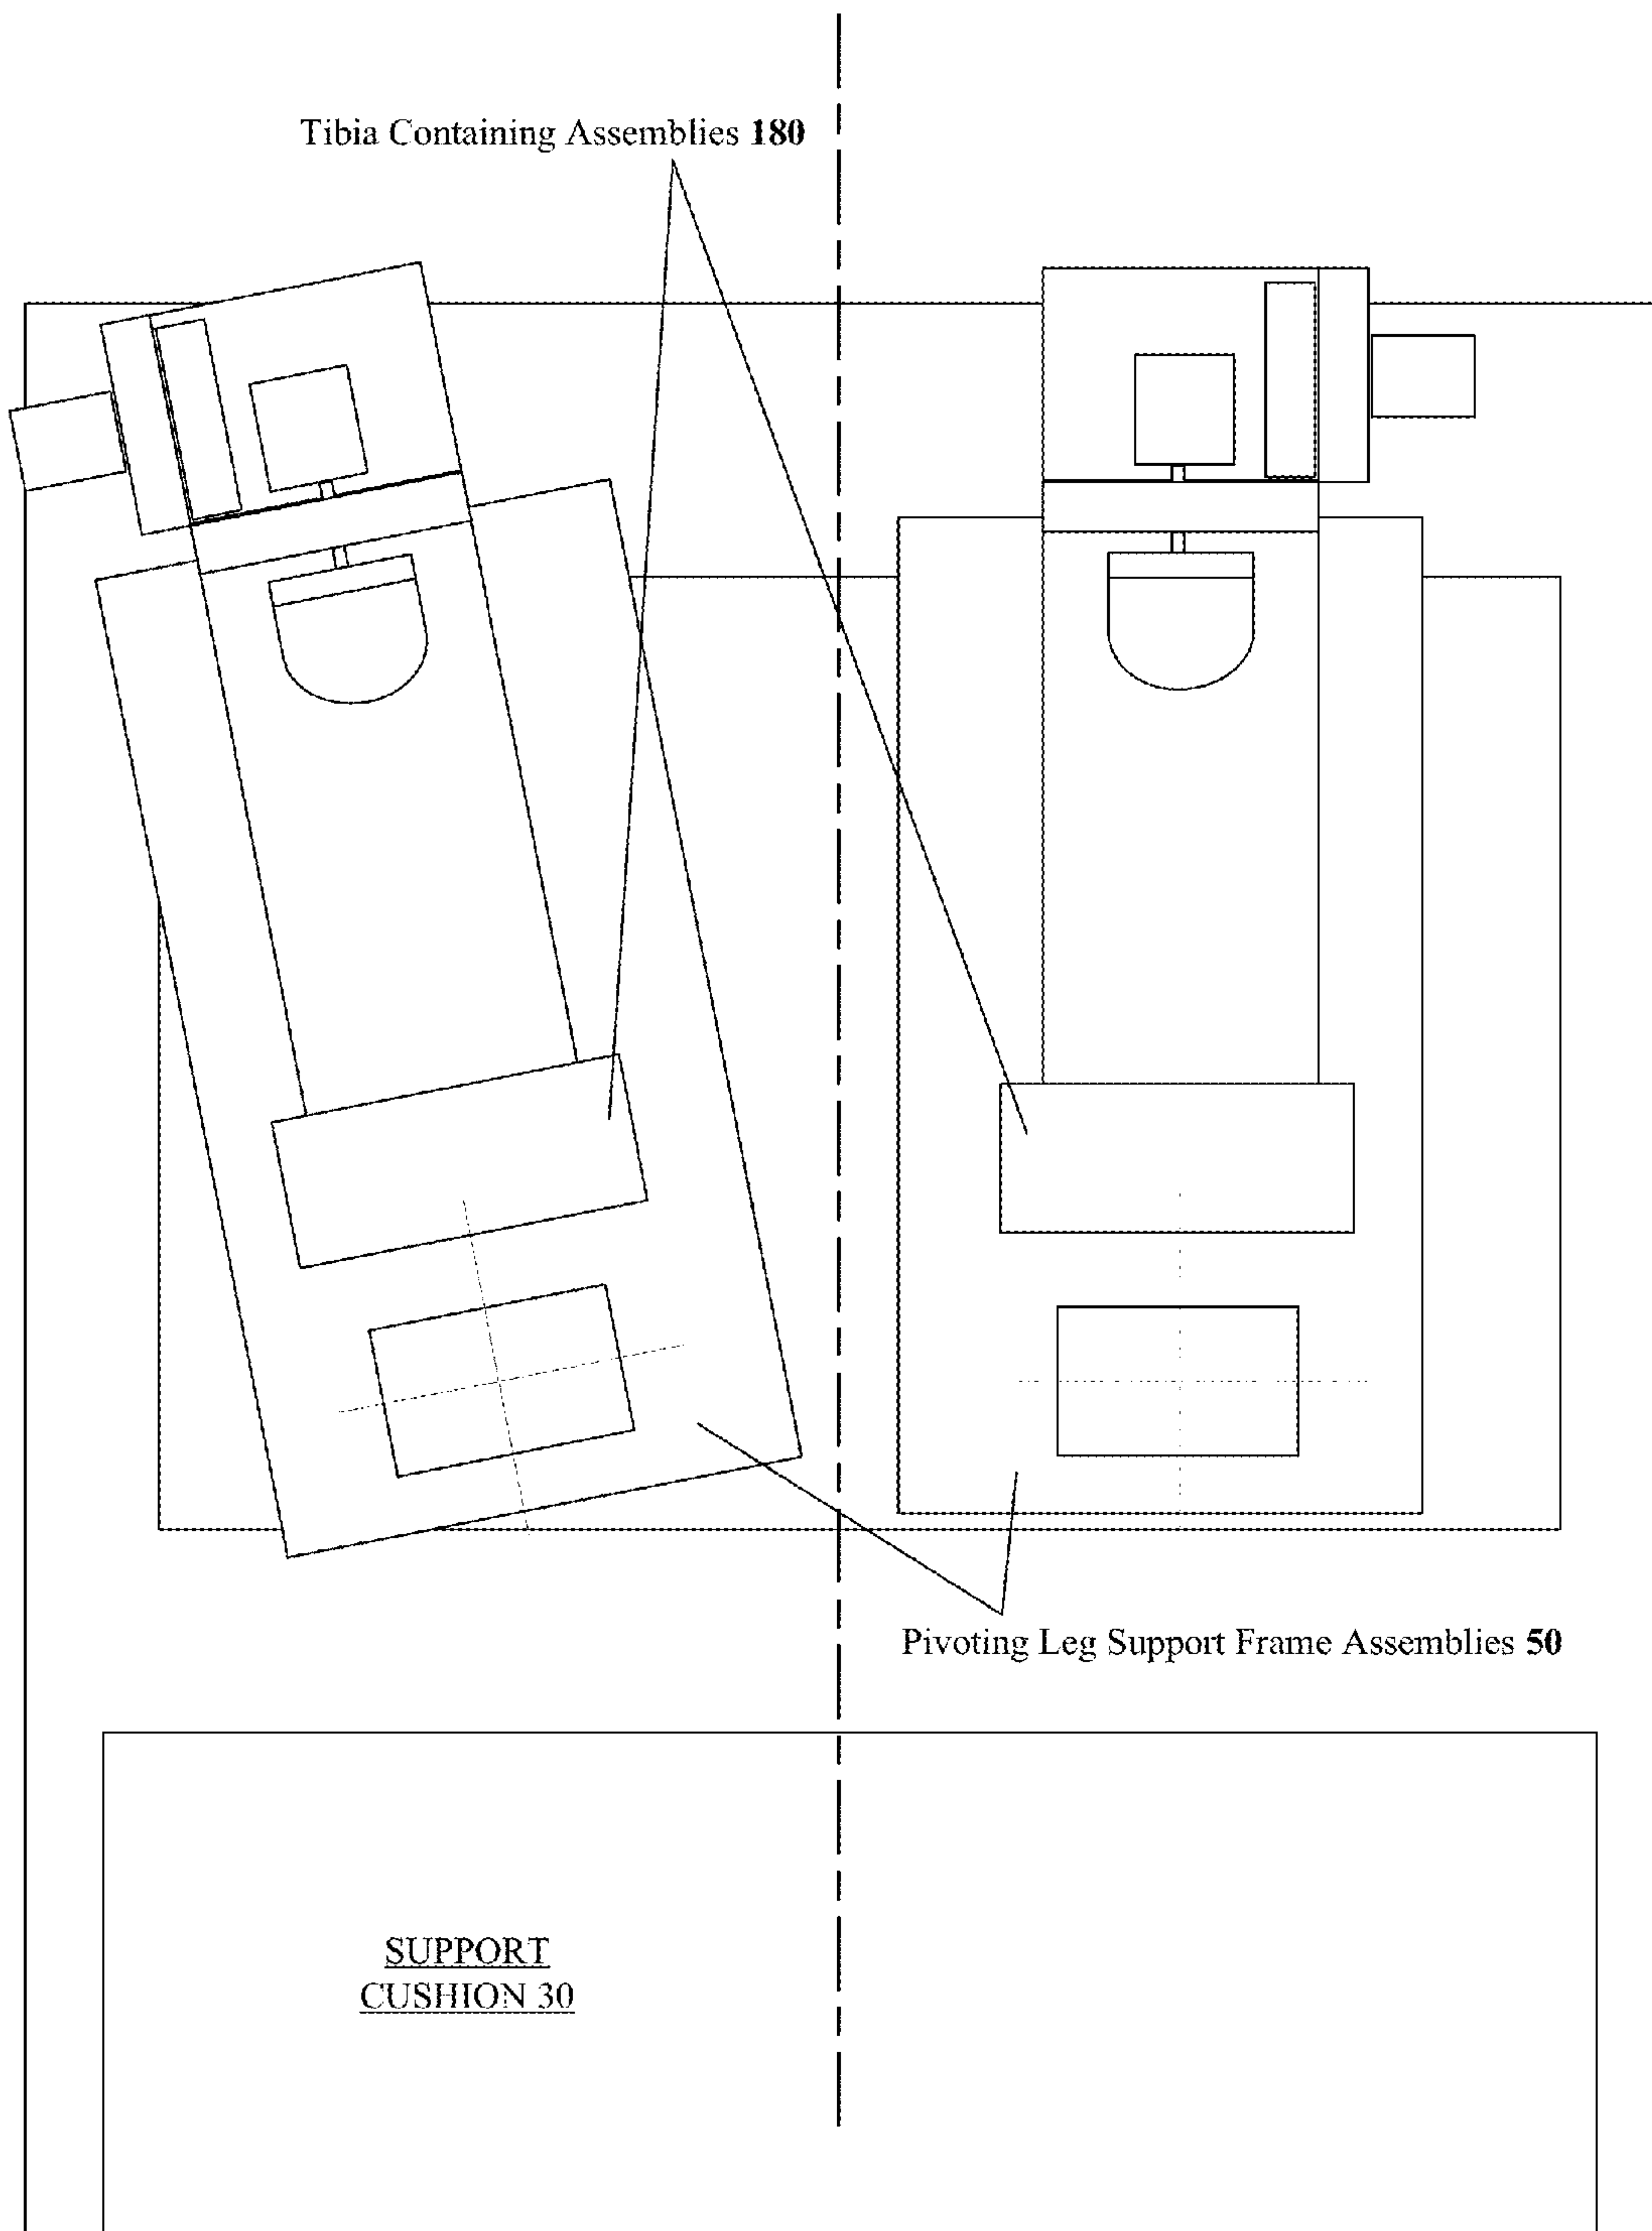 Tibia Containing Assemblies 180
Pivoting Leg Support Frame Assemblies 50
SUPPORT
CUSHION 30